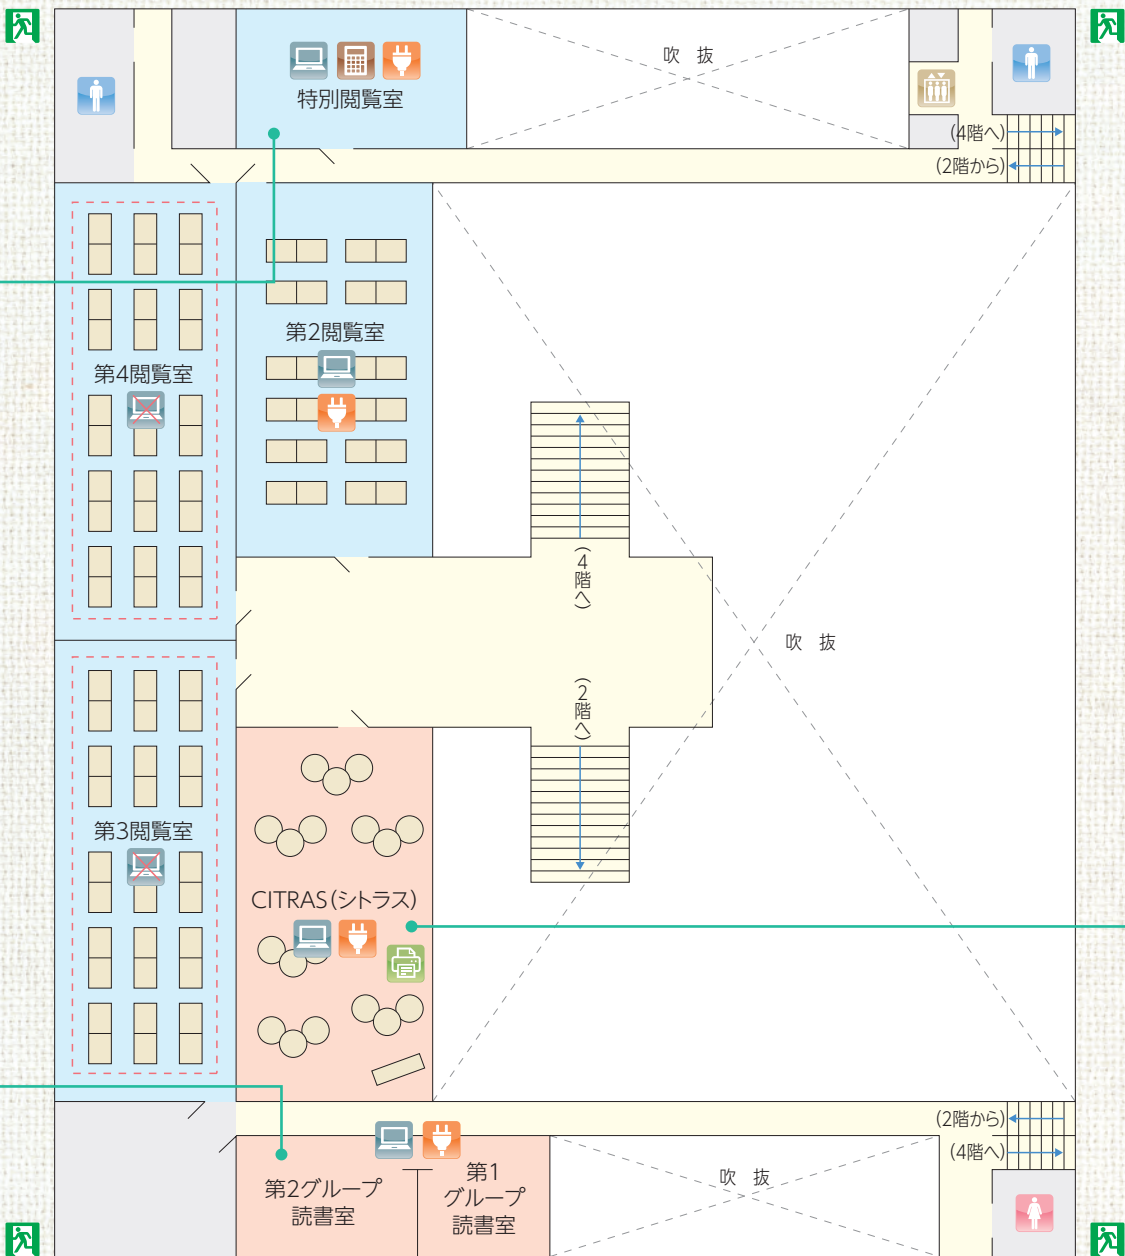 吹 抜
特別閲覧室
(4階へ)
(2階から)
第2閲覧室
第4閲覧室
(4階へ)
吹 抜
(2階へ)
第3閲覧室
CITRAS(シトラス)
(2階から)
(4階へ)
第2グループ
読書室
第1
グループ
読書室
吹 抜